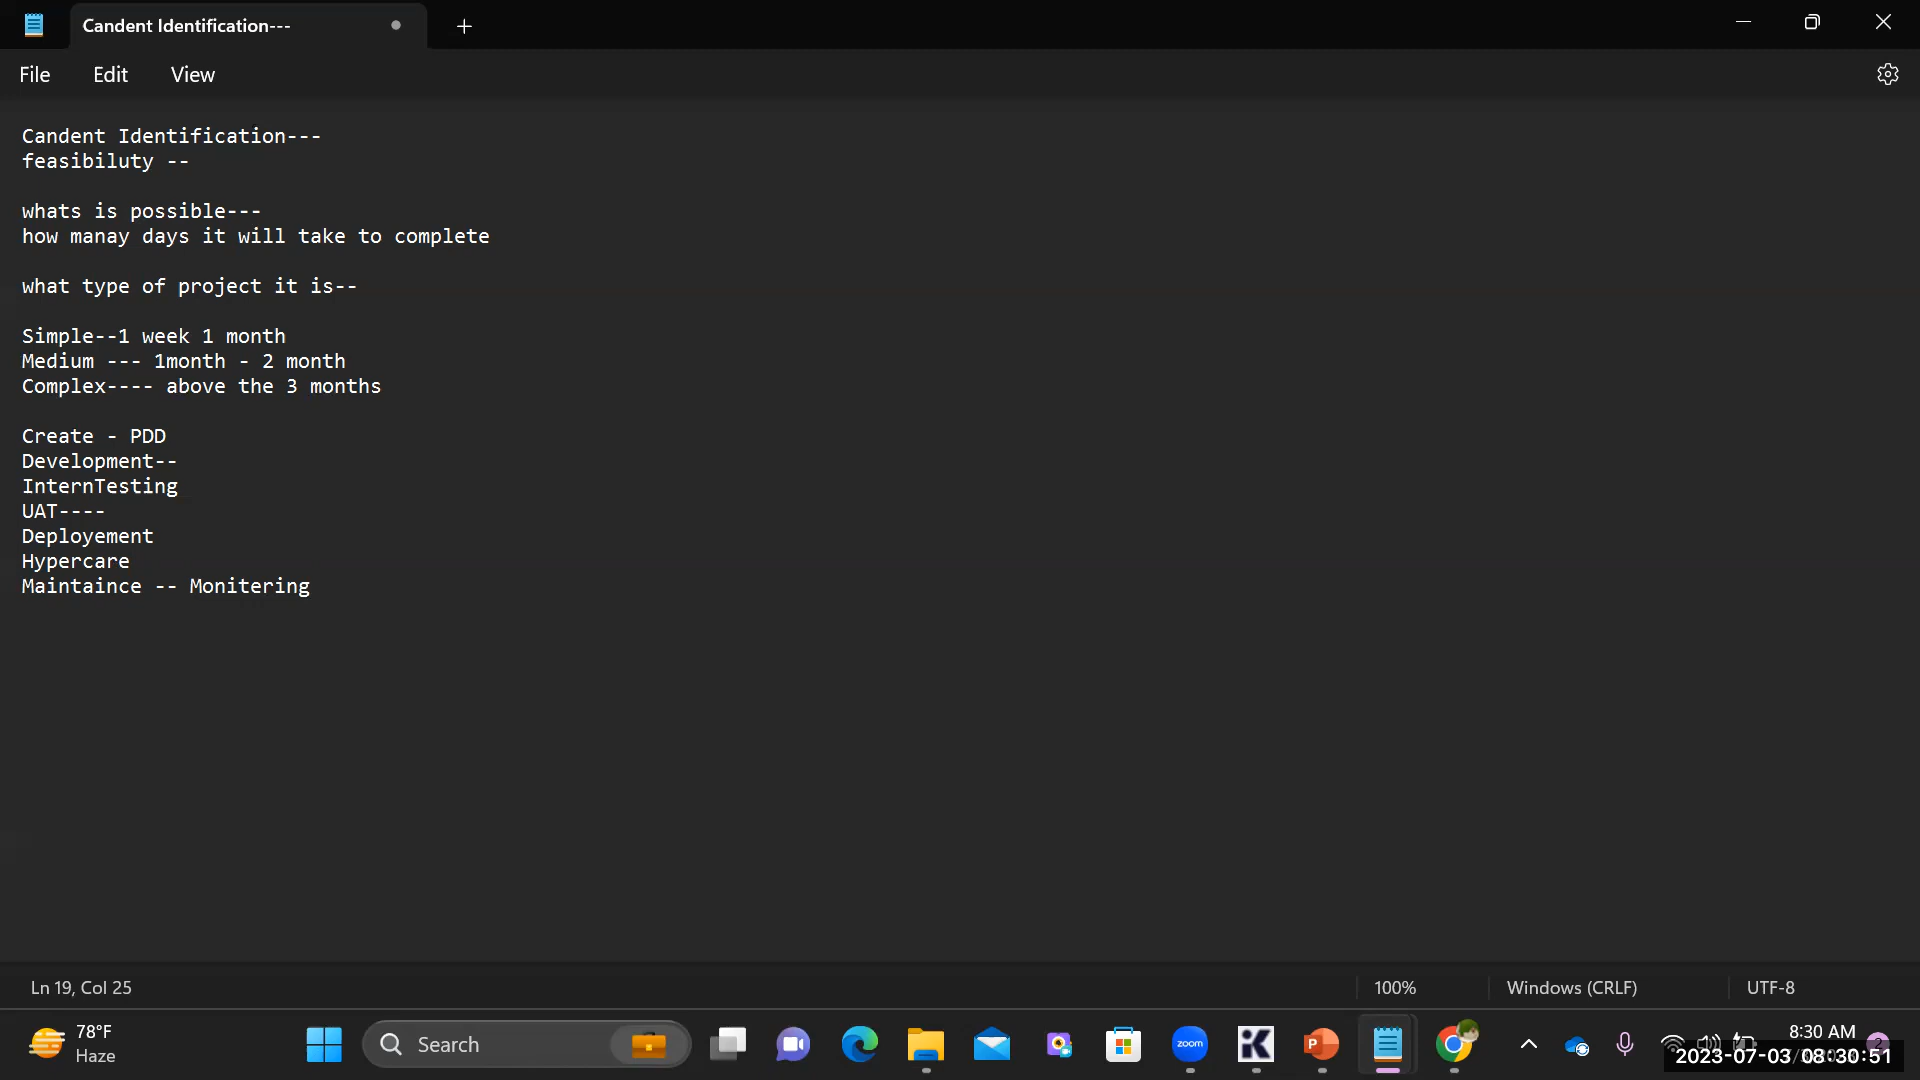 Candent Identification---
File Edit View
Candent Identification---
feasibiluty --
whats is possible---
how manay days it will take to complete
what type of project it is--
Simple--1 week 1 month
Medium --- 1month - 2 month
Complex---- above the 3 months
Create - PDD
Development--
InternTesting
UAT----
Deployement
Hypercare
Maintaince -- Monitering
Ln 19, Col 25
100%
Windows (CRLF)
UTF-8
78°F
Haze
Search
zoom
8:30 AM
2023-07-03 08:30:51
2